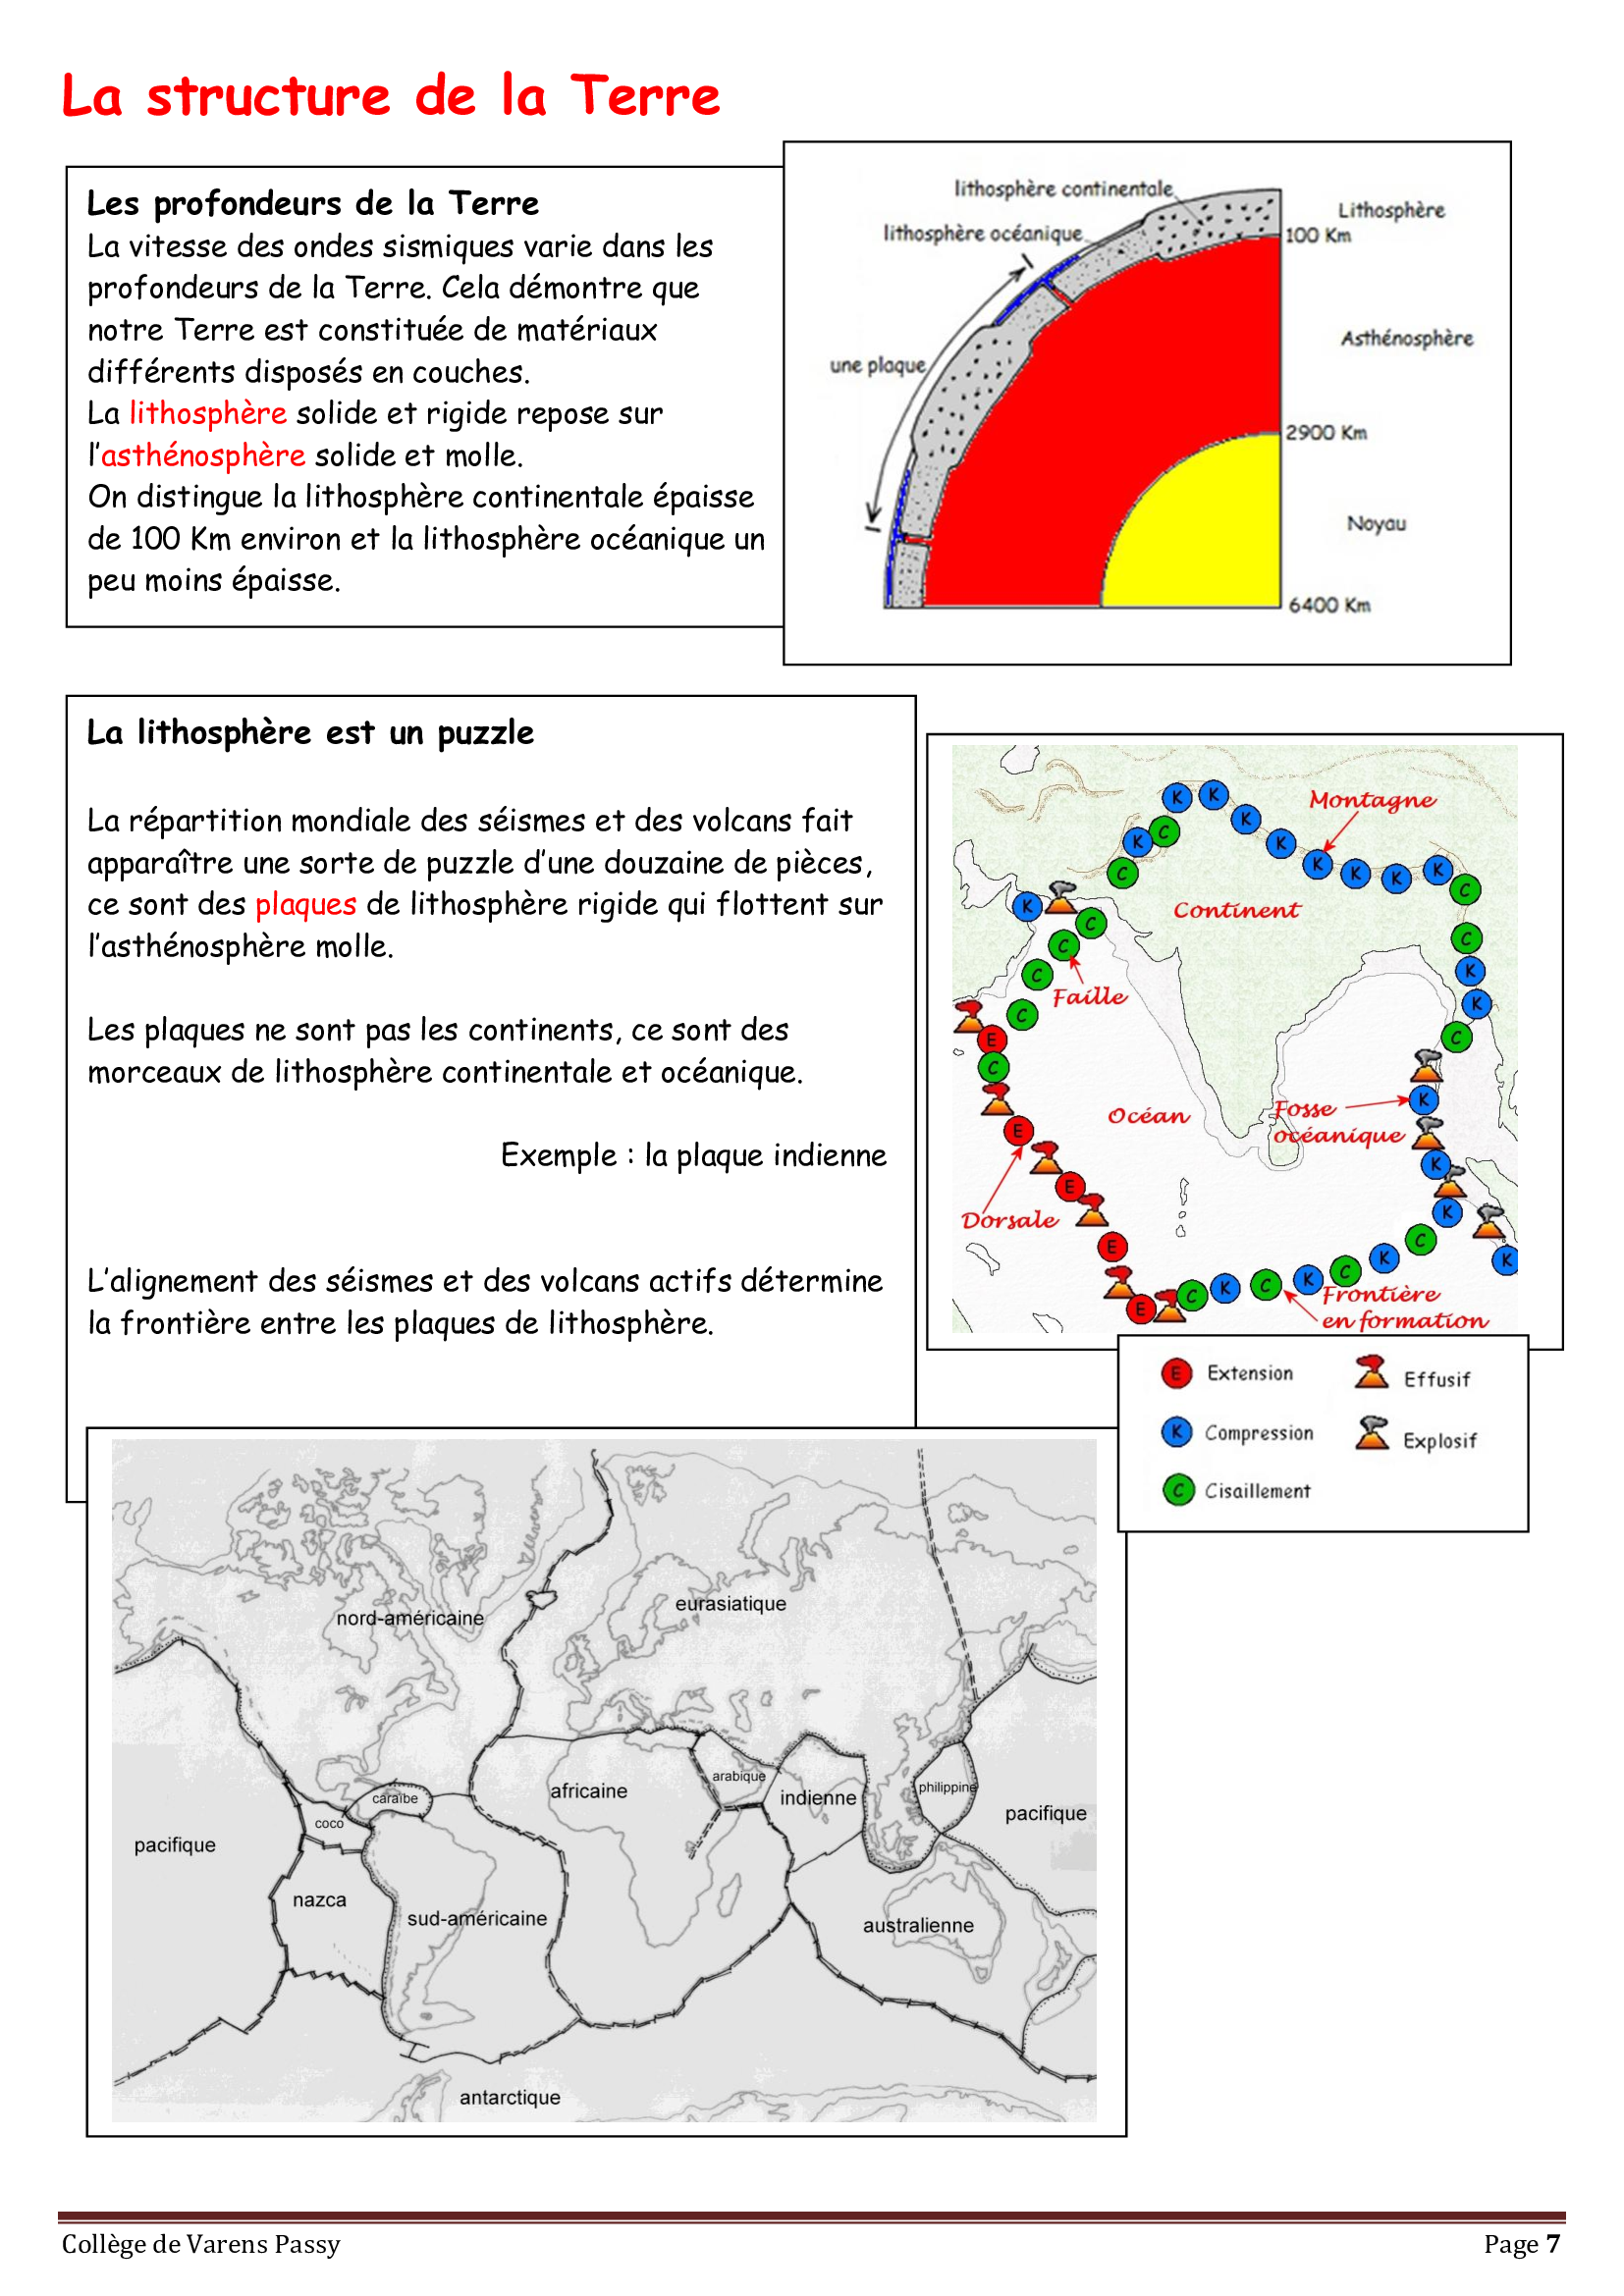 La structure de la Terre
Les profondeurs de la Terre
La vitesse des ondes sismiques varie dans les
profondeurs de la Terre. Cela démontre que
notre Terre est constituée de matériaux
différents disposés en couches.
La lithosphère solide et rigide repose sur
l'asthénosphère solide et molle.
On distingue la lithosphère continentale épaisse
de 100 Km environ et la lithosphère océanique un
peu moins épaisse.
lithosphère continentale
lithosphère océanique
une plaque
Lithosphère
100 Km
Asthénosphère
2900 Km
Noyau
6400 Km
La lithosphère est un puzzle
La répartition mondiale des séismes et des volcans fait
apparaître une sorte de puzzle d'une douzaine de pièces,
ce sont des plaques de lithosphère rigide qui flottent sur
l'asthénosphère molle.
Les plaques ne sont pas les continents, ce sont des
morceaux de lithosphère continentale et océanique.
Exemple : la plaque indienne
L'alignement des séismes et des volcans actifs détermine
la frontière entre les plaques de lithosphère.
K K
Montagne
K
K C
K
K
C
K K K
C
K
Continent
C
C
C
C
K
Faille
K
C
C
E
C
K
Fosse
océanique
Océan
E
K
E
Dorsale
K
C
E
K
K
C
K
C
K
C
E
Frontière
en formation
E Extension
Effusif
K Compression
Explosif
C Cisaillement
nord-américaine
eurasiatique
africaine
arabique
indienne
philippine
caraïbe
coco
pacifique
pacifique
nazca
sud-américaine
australienne
antarctique
Collège de Varens Passy
Page 7